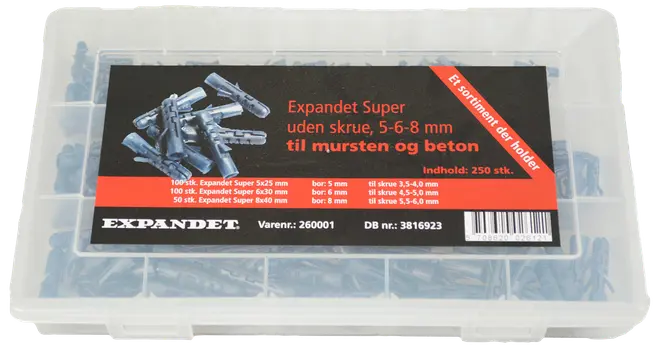 Et sortiment der holder
Expandet Super
uden skrue, 5-6-8 mm
til mursten og beton
Indhold: 250 stk.
100 stk. Expandet Super 5x25 mm bor: 5 mm til skrue 3,5-4,0 mm
100 stk. Expandet Super 6x30 mm bor: 6 mm til skrue 4,5-5,0 mm
50 stk. Expandet Super 8x40 mm bor: 8 mm til skrue 5,5-6,0 mm
EXPANDET. Varenr.: 260001 DB nr.: 3816923